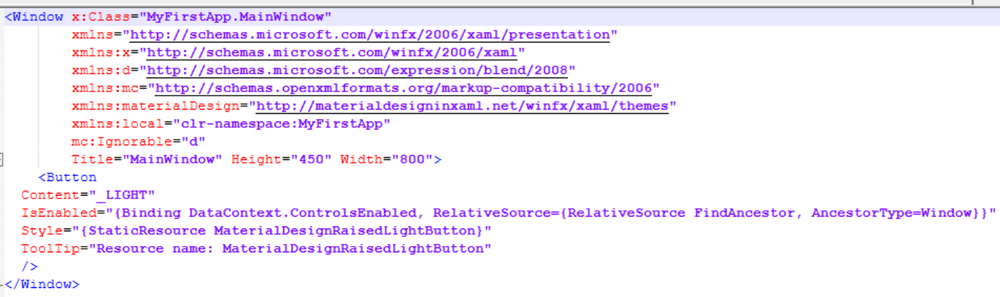 <Window x:Class="MyFirstApp.MainWindow"
xmlns="http://schemas.microsoft.com/winfx/2006/xaml/presentation"
xmlns:x="http://schemas.microsoft.com/winfx/2006/xaml"
xmlns:d="http://schemas.microsoft.com/expression/blend/2008"
xmlns:mc="http://schemas.openxmlformats.org/markup-compatibility/2006"
xmlns:materialDesign="http://materialdesigninxaml.net/winfx/xaml/themes"
xmlns:local="clr-namespace:MyFirstApp"
mc:Ignorable="d"
Title="MainWindow" Height="450" Width="800">
<Button
Content="_LIGHT"
IsEnabled="{Binding DataContext.ControlsEnabled, RelativeSource={RelativeSource FindAncestor, AncestorType=Window}}"
Style="{StaticResource MaterialDesignRaisedLightButton}"
ToolTip="Resource name: MaterialDesignRaisedLightButton"
/>
</Window>